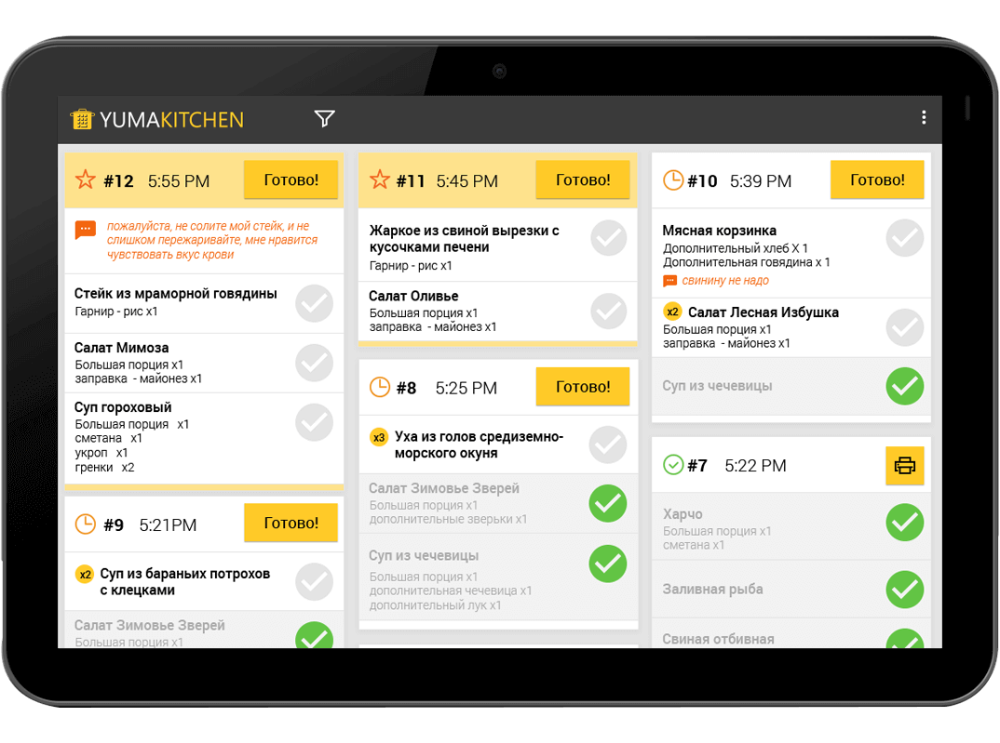 YUMAKITCHEN
#12 5:55 PM Готово!
пожалуйста, не солите мой стейк, и не
слишком пережаривайте, мне нравится
чувствовать вкус крови
Стейк из мраморной говядины
Гарнир - рис x1
Салат Мимоза
Большая порция x1
заправка - майонез x1
Суп гороховый
Большая порция x1
сметана x1
укроп x1
гренки x2
#9 5:21PM Готово!
x2 Суп из бараньих потрохов
с клецками
Салат Зимовье Зверей
Большая порция x1
#11 5:45 PM Готово!
Жаркое из свиной вырезки с
кусочками печени
Гарнир - рис x1
Салат Оливье
Большая порция x1
заправка - майонез x1
#8 5:25 PM Готово!
x3 Уха из голов средиземно-
морского окуня
Салат Зимовье Зверей
Большая порция x1
дополнительные зверьки x1
Суп из чечевицы
Большая порция x1
дополнительная чечевица x1
дополнительный лук x1
#10 5:39 PM Готово!
Мясная корзинка
Дополнительный хлеб X 1
Дополнительная говядина x 1
свинину не надо
x2 Салат Лесная Избушка
Большая порция x1
заправка - майонез x1
Суп из чечевицы
#7 5:22 PM
Харчо
Большая порция x1
сметана x1
Заливная рыба
Свиная отбивная